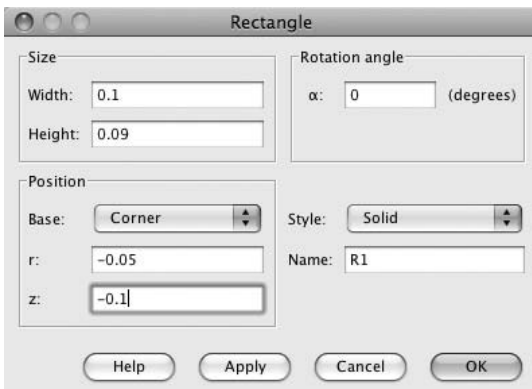 Rectangle
Size
Width: 0.1
Height: 0.09
Rotation angle
α: 0 (degrees)
Position
Base: Corner
r: -0.05
z: -0.1
Style: Solid
Name: R1
Help Apply Cancel OK